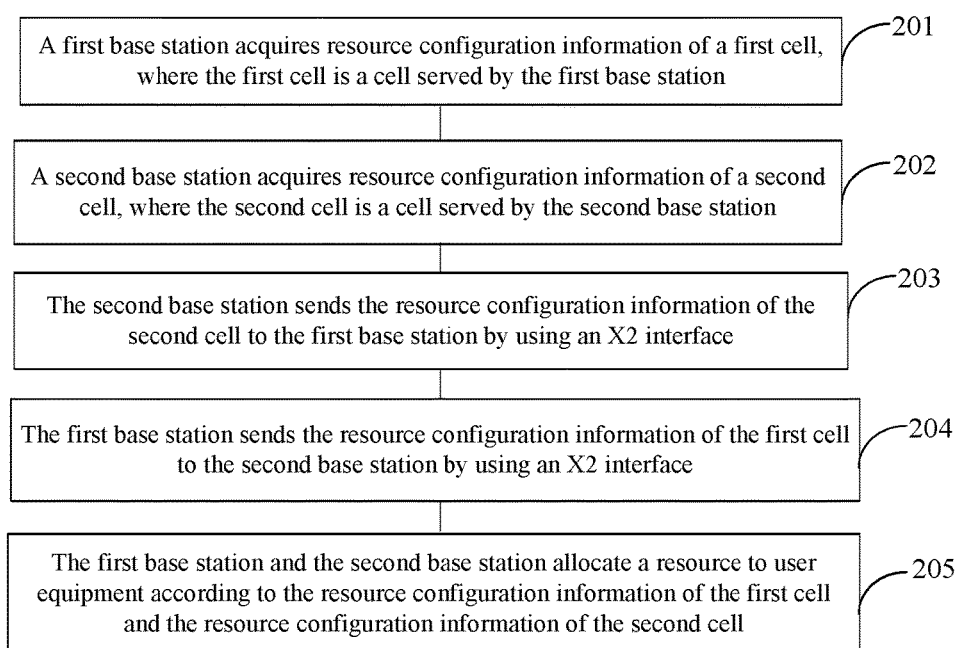 A first base station acquires resource configuration information of a first cell,
where the first cell is a cell served by the first base station
201
A second base station acquires resource configuration information of a second
cell, where the second cell is a cell served by the second base station
202
The second base station sends the resource configuration information of the
second cell to the first base station by using an X2 interface
203
The first base station sends the resource configuration information of the first cell
to the second base station by using an X2 interface
204
The first base station and the second base station allocate a resource to user
equipment according to the resource configuration information of the first cell
and the resource configuration information of the second cell
205